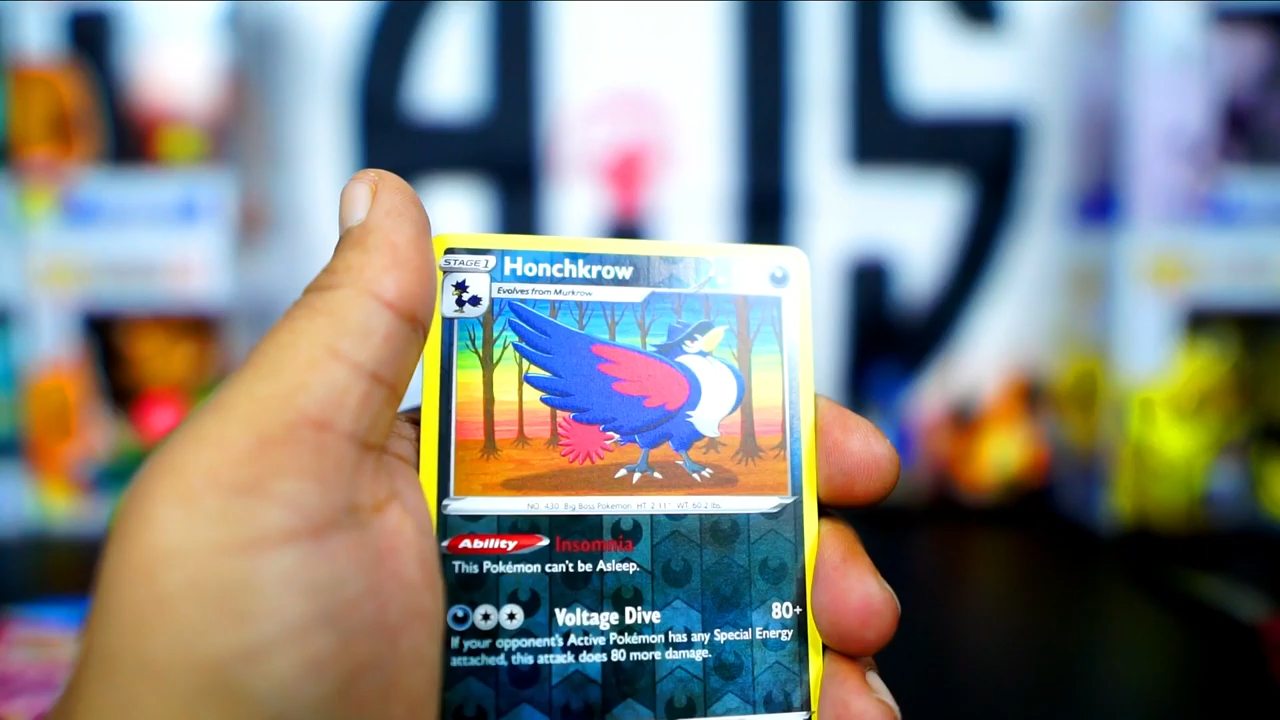 STAGE 1
Honchkrow
Evolves from Murkrow
NO. 430 Big Boss Pokémon HT: 2'11" WT: 60.2 lbs.
Ability Insomnia
This Pokémon can't be Asleep.
Voltage Dive 80+
If your opponent's Active Pokémon has any Special Energy
attached, this attack does 80 more damage.